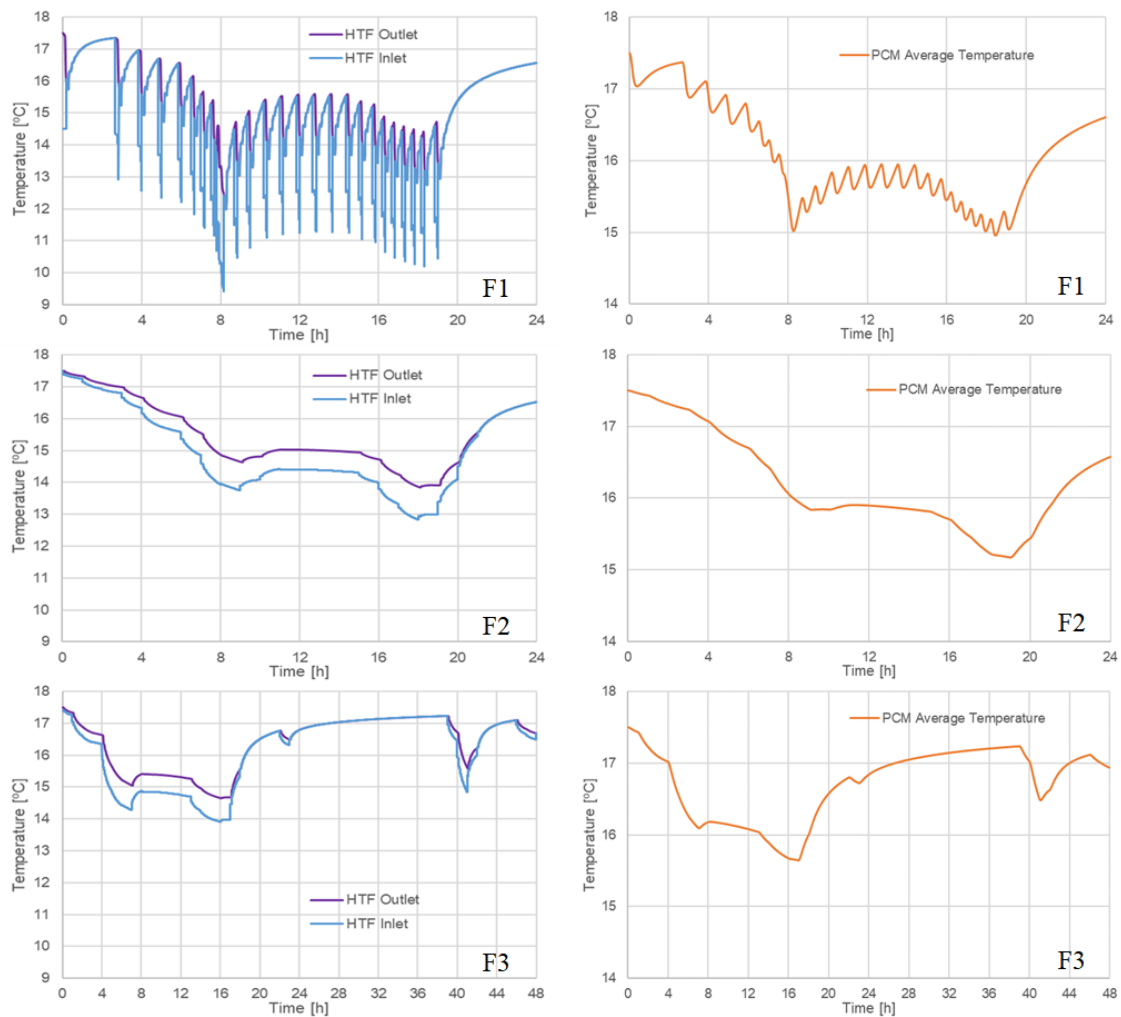 18
17
16
15
14
13
12
11
10
9
Temperature [ºC]
HTF Outlet
HTF Inlet
F1
0 4 8 12 16 20 24
Time [h]
18
17
16
15
14
Temperature [ºC]
PCM Average Temperature
F1
0 4 8 12 16 20 24
Time [h]
18
17
16
15
14
13
12
11
10
9
Temperature [ºC]
HTF Outlet
HTF Inlet
F2
0 4 8 12 16 20 24
Time [h]
18
17
16
15
14
Temperature [ºC]
PCM Average Temperature
F2
0 4 8 12 16 20 24
Time [h]
18
17
16
15
14
13
12
11
10
9
Temperature [ºC]
HTF Outlet
HTF Inlet
F3
0 4 8 12 16 20 24 28 32 36 40 44 48
Time [h]
18
17
16
15
14
Temperature [ºC]
PCM Average Temperature
F3
0 4 8 12 16 20 24 28 32 36 40 44 48
Time [h]